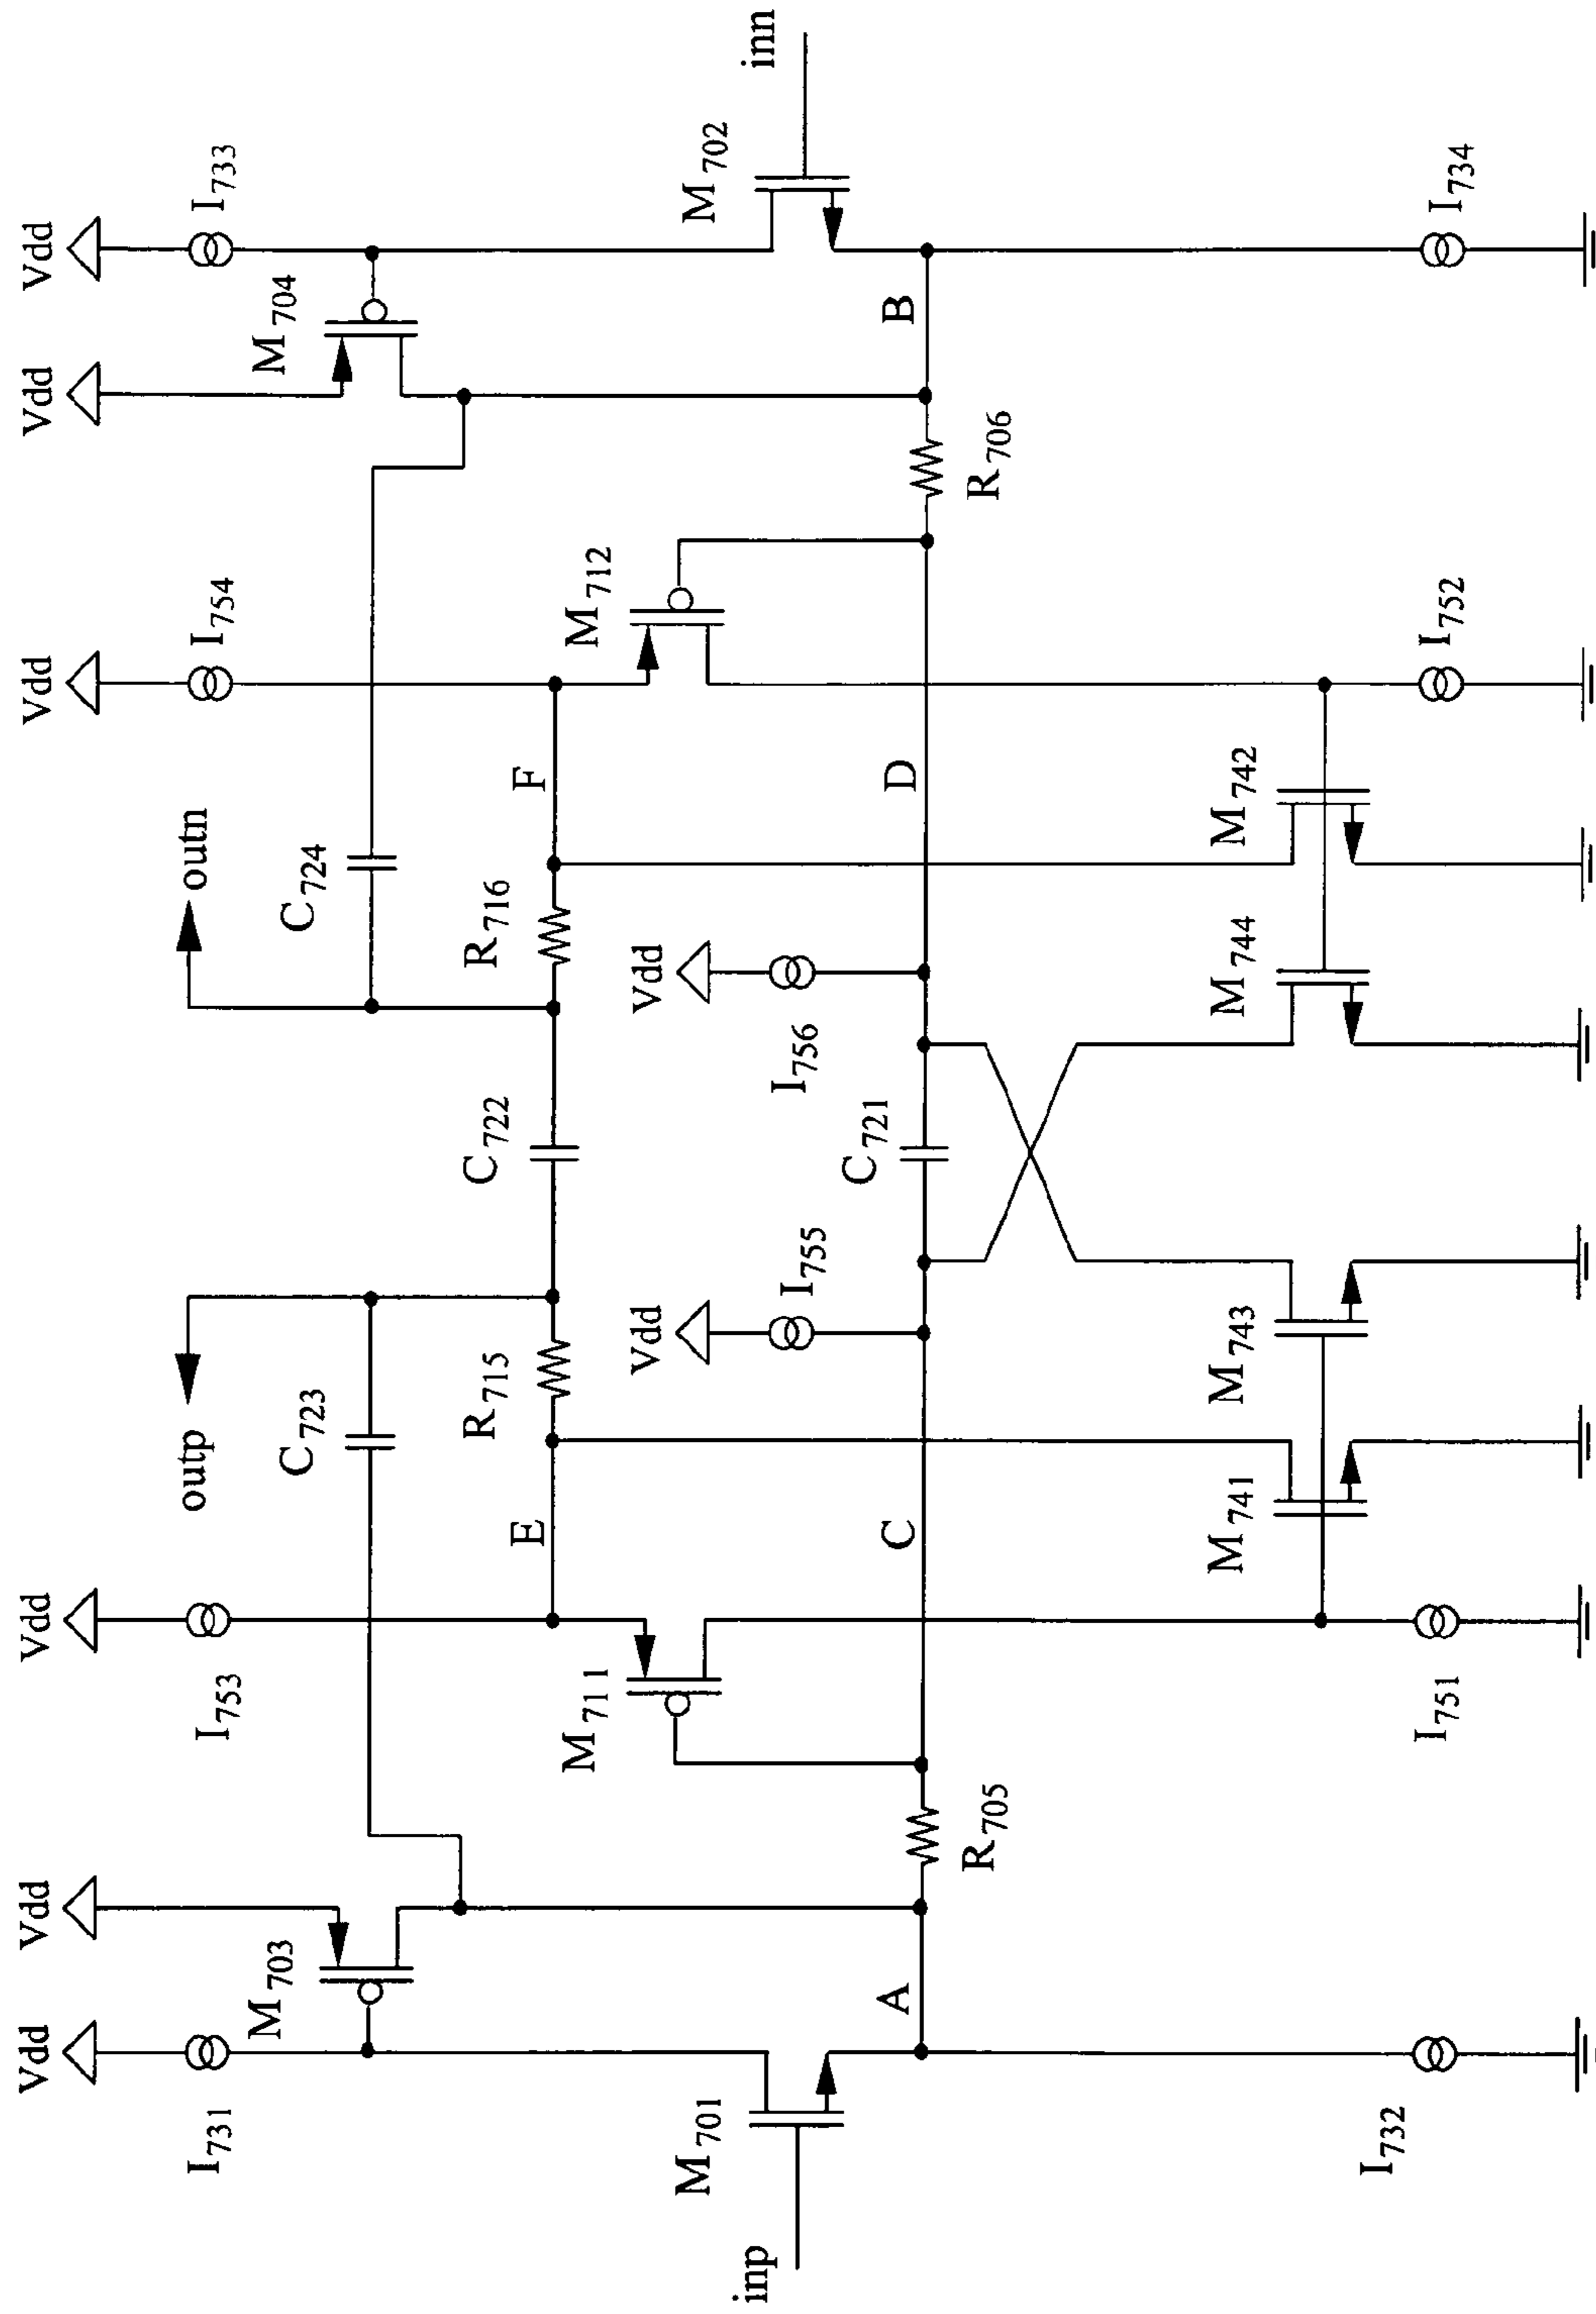 Vdd
Vdd
Vdd
Vdd
Vdd
Vdd
I731
M703
I753
outp
outn
I754
M704
I733
C723
C724
E
R715
C722
R716
F
M711
Vdd
Vdd
M712
inp
M701
I755
I756
M702
inn
A
R705
C
C721
D
R706
B
M741
M743
M744
M742
I732
I751
I752
I734